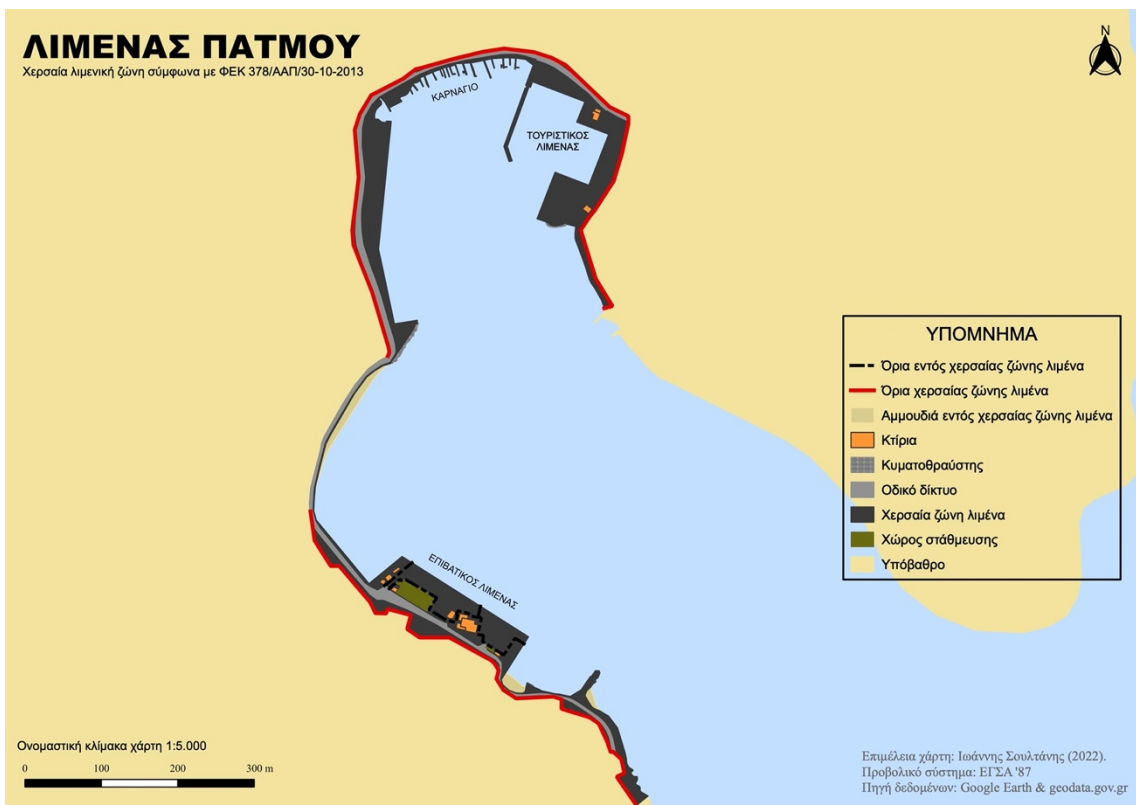 ΛΙΜΕΝΑΣ ΠΑΤΜΟΥ
Χερσαία λιμενική ζώνη σύμφωνα με ΦΕΚ 378/ΑΑΠ/30-10-2013
N
ΚΑΡΝΑΓΙΟ
ΤΟΥΡΙΣΤΙΚΟΣ
ΛΙΜΕΝΑΣ
ΕΠΙΒΑΤΙΚΟΣ ΛΙΜΕΝΑΣ
ΥΠΟΜΝΗΜΑ
Όρια εντός χερσαίας ζώνης λιμένα
Όρια χερσαίας ζώνης λιμένα
Αμμουδιά εντός χερσαίας ζώνης λιμένα
Κτίρια
Κυματοθραύστης
Οδικό δίκτυο
Χερσαία ζώνη λιμένα
Χώρος στάθμευσης
Υπόβαθρο
Ονομαστική κλίμακα χάρτη 1:5.000
0 100 200 300 m
Επιμέλεια χάρτη: Ιωάννης Σουλτάνης (2022).
Προβολικό σύστημα: ΕΓΣΑ '87
Πηγή δεδομένων: Google Earth & geodata.gov.gr